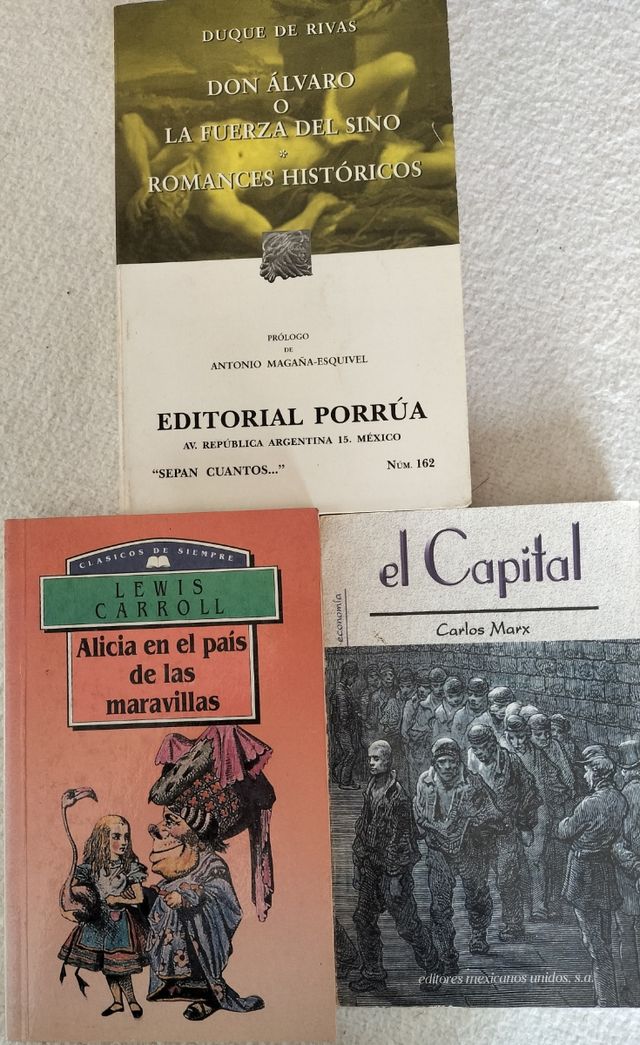 DUQUE DE RIVAS
DON ÁLVARO
O
LA FUERZA DEL SINO
*
ROMANCES HISTÓRICOS
PRÓLOGO
DE
ANTONIO MAGAÑA-ESQUIVEL
EDITORIAL PORRÚA
AV. REPÚBLICA ARGENTINA 15. MÉXICO
"SEPAN CUANTOS..." NÚM. 162
CLASICOS DE SIEMPRE
LEWIS
CARROLL
Alicia en el país
de las
maravillas
el Capital
economía
Carlos Marx
editores mexicanos unidos, s.a.